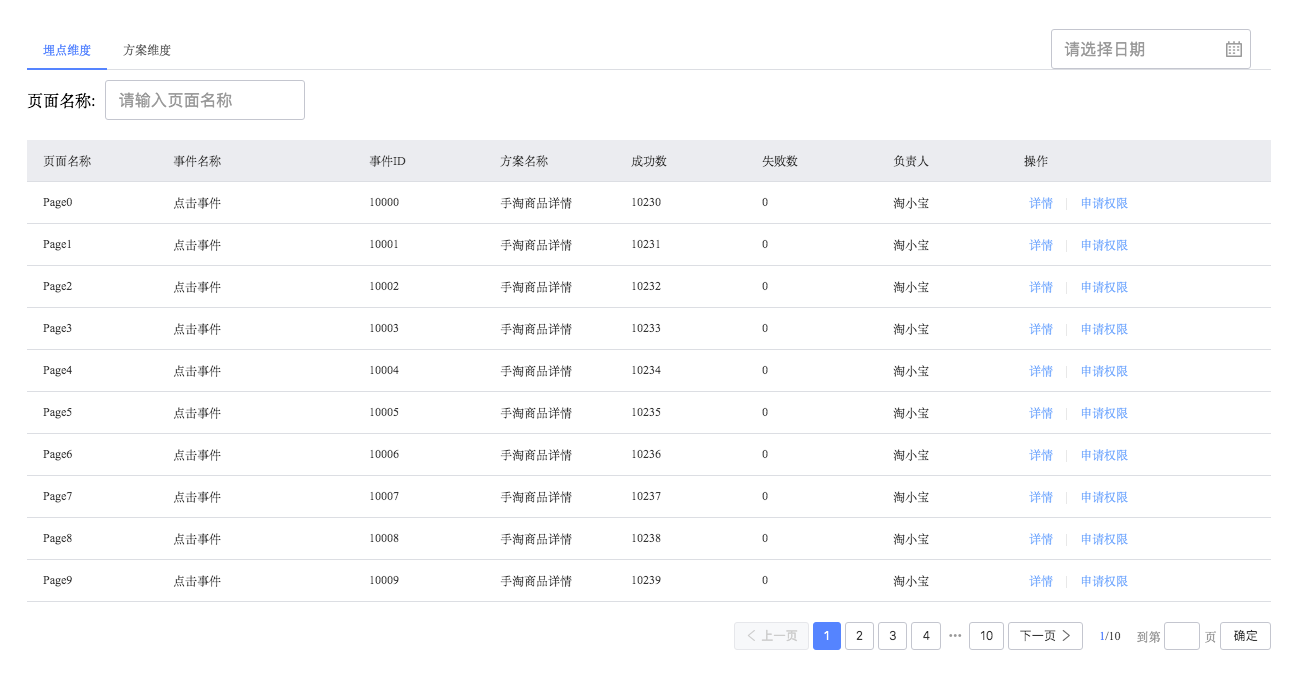 埋点维度 方案维度 请选择日期
页面名称: 请输入页面名称
页面名称 事件名称 事件ID 方案名称 成功数 失败数 负责人 操作
Page0 点击事件 10000 手淘商品详情 10230 0 淘小宝 详情 | 申请权限
Page1 点击事件 10001 手淘商品详情 10231 0 淘小宝 详情 | 申请权限
Page2 点击事件 10002 手淘商品详情 10232 0 淘小宝 详情 | 申请权限
Page3 点击事件 10003 手淘商品详情 10233 0 淘小宝 详情 | 申请权限
Page4 点击事件 10004 手淘商品详情 10234 0 淘小宝 详情 | 申请权限
Page5 点击事件 10005 手淘商品详情 10235 0 淘小宝 详情 | 申请权限
Page6 点击事件 10006 手淘商品详情 10236 0 淘小宝 详情 | 申请权限
Page7 点击事件 10007 手淘商品详情 10237 0 淘小宝 详情 | 申请权限
Page8 点击事件 10008 手淘商品详情 10238 0 淘小宝 详情 | 申请权限
Page9 点击事件 10009 手淘商品详情 10239 0 淘小宝 详情 | 申请权限
上一页 1 2 3 4 ••• 10 下一页 1/10 到第 页 确定